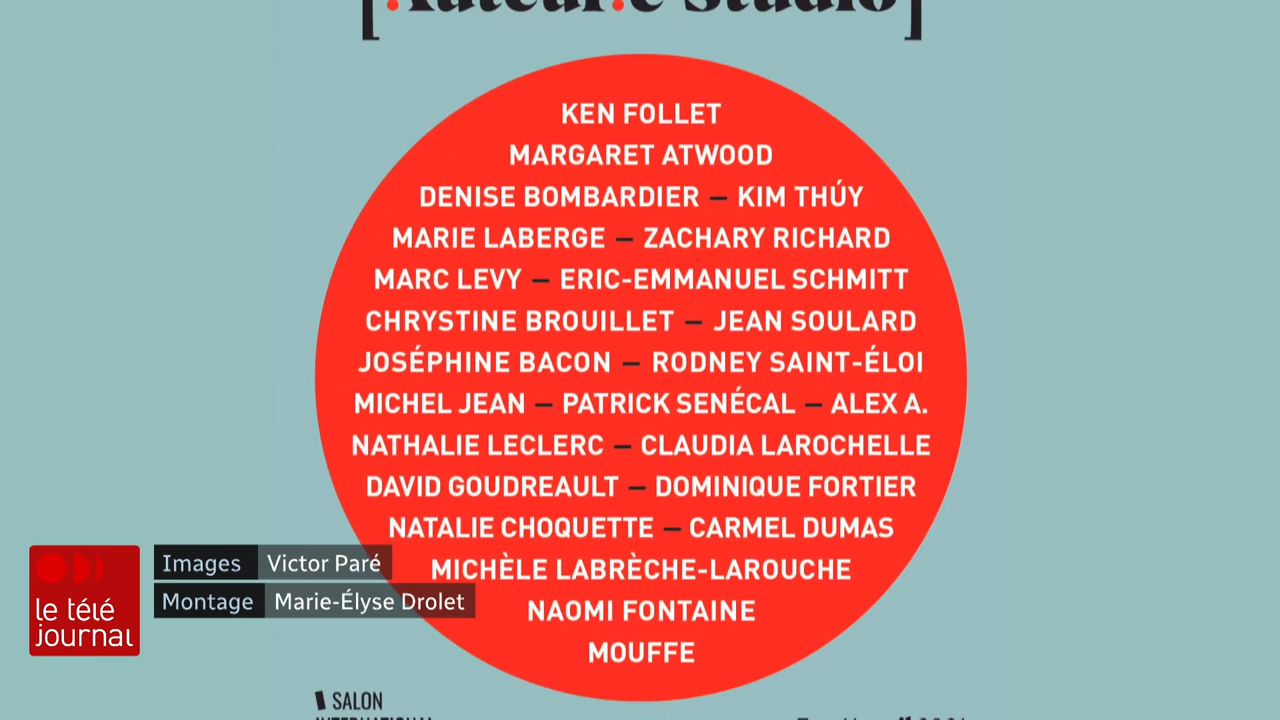 [:Auteur:e Studio]
KEN FOLLET
MARGARET ATWOOD
DENISE BOMBARDIER – KIM THÚY
MARIE LABERGE – ZACHARY RICHARD
MARC LEVY – ERIC-EMMANUEL SCHMITT
CHRYSTINE BROUILLET – JEAN SOULARD
JOSÉPHINE BACON – RODNEY SAINT-ÉLOI
MICHEL JEAN – PATRICK SENÉCAL – ALEX A.
NATHALIE LECLERC – CLAUDIA LAROCHELLE
DAVID GOUDREAULT – DOMINIQUE FORTIER
NATALIE CHOQUETTE – CARMEL DUMAS
MICHÈLE LABRÈCHE-LAROUCHE
NAOMI FONTAINE
MOUFFE
Images Victor Paré
Montage Marie-Élyse Drolet
le télé
journal
SALON
INTERNATIONAL